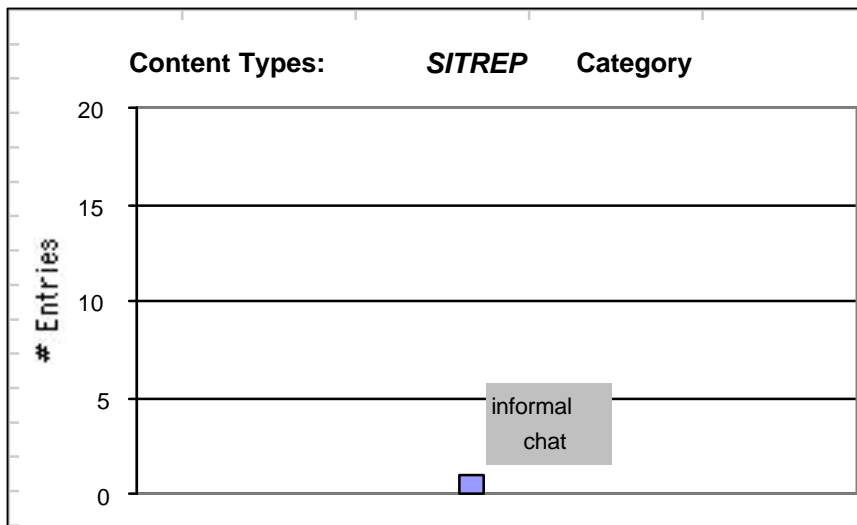 Content Types: SITREP Category
20
15
# Entries
10
informal
5
chat
0